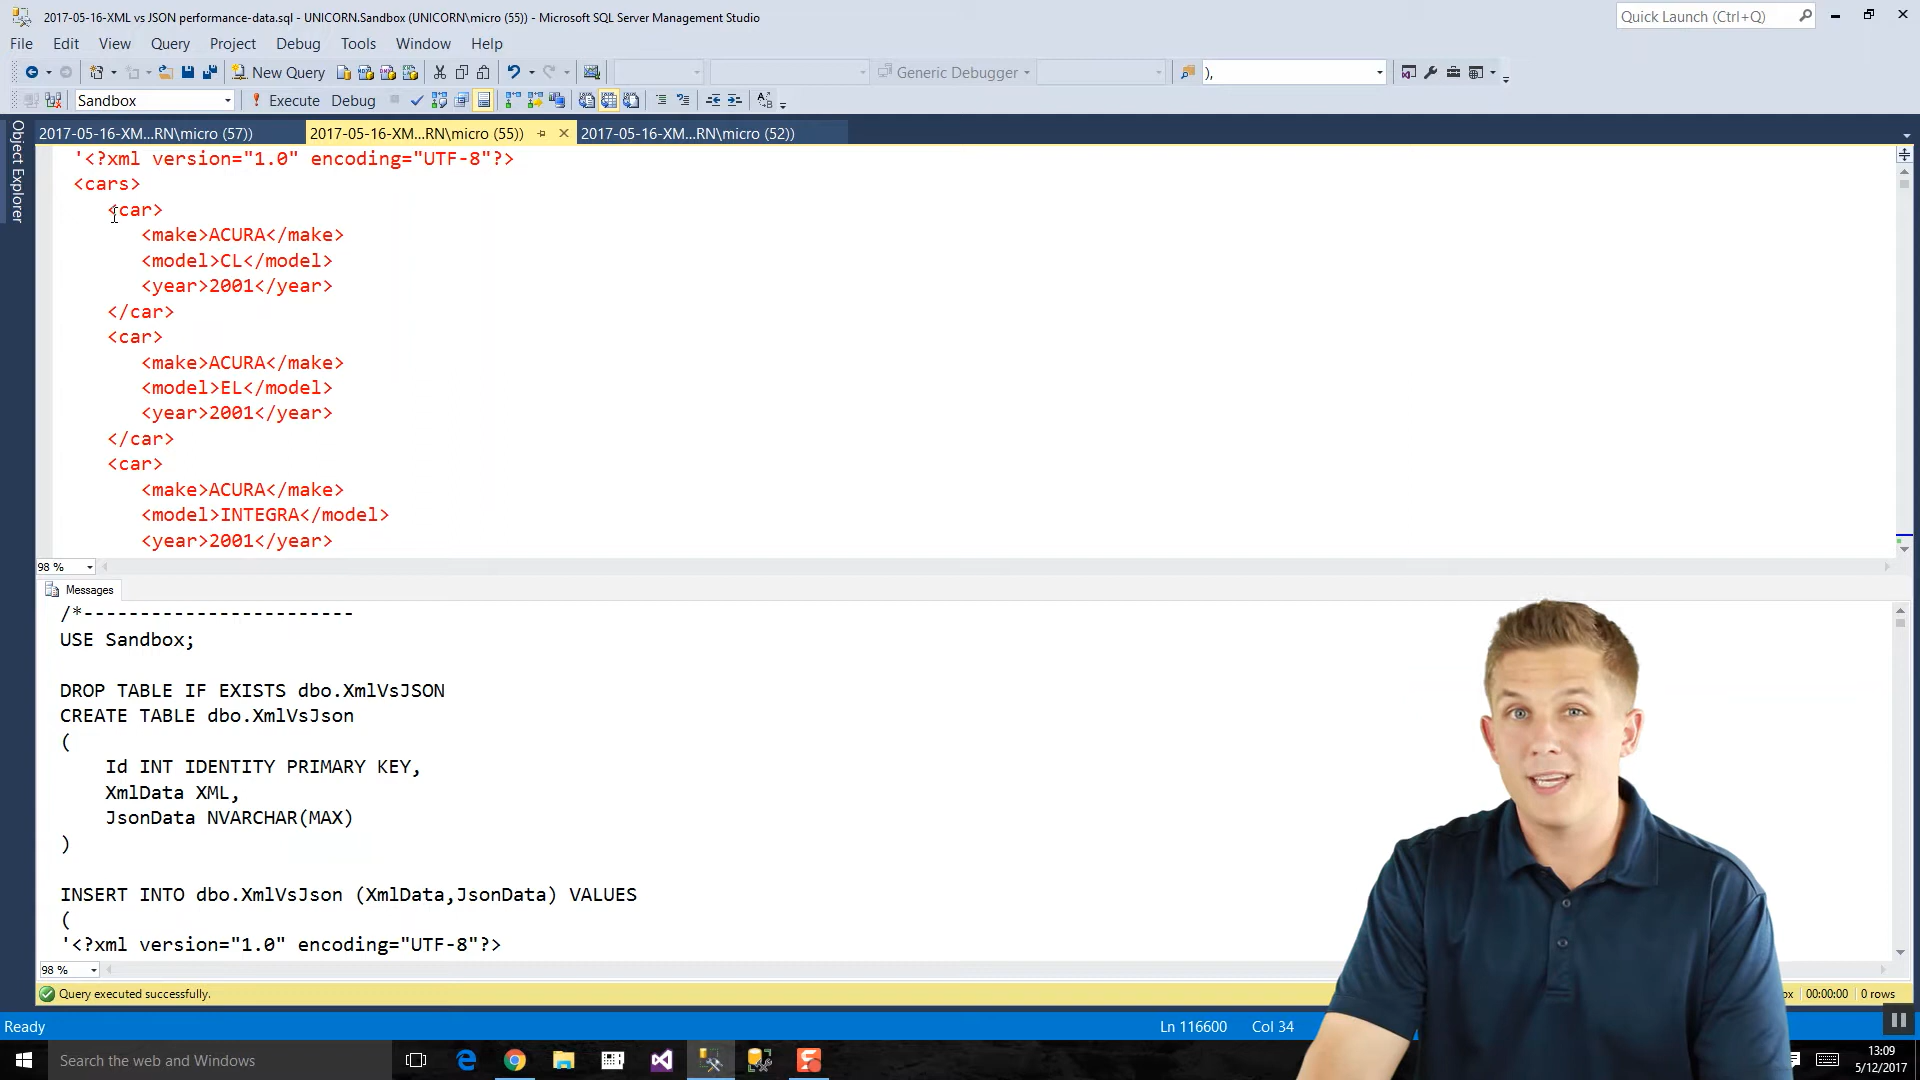 2017-05-16-XML vs JSON performance-data.sql - UNICORN.Sandbox (UNICORN\micro (55)) - Microsoft SQL Server Management Studio
Quick Launch (Ctrl+Q)
File Edit View Query Project Debug Tools Window Help
New Query
Generic Debugger
),
Sandbox
Execute Debug
2017-05-16-XM...RN\micro (57))
2017-05-16-XM...RN\micro (55))
2017-05-16-XM...RN\micro (52))
Object Explorer
'<?xml version="1.0" encoding="UTF-8"?>
<cars>
<car>
<make>ACURA</make>
<model>CL</model>
<year>2001</year>
</car>
<car>
<make>ACURA</make>
<model>EL</model>
<year>2001</year>
</car>
<car>
<make>ACURA</make>
<model>INTEGRA</model>
<year>2001</year>
98 %
Messages
/*------------------------
USE Sandbox;
DROP TABLE IF EXISTS dbo.XmlVsJSON
CREATE TABLE dbo.XmlVsJson
(
Id INT IDENTITY PRIMARY KEY,
XmlData XML,
JsonData NVARCHAR(MAX)
)
INSERT INTO dbo.XmlVsJson (XmlData,JsonData) VALUES
(
'<?xml version="1.0" encoding="UTF-8"?>
98 %
Query executed successfully.
00:00:00
0 rows
Ready
Ln 116600
Col 34
Search the web and Windows
13:09
5/12/2017